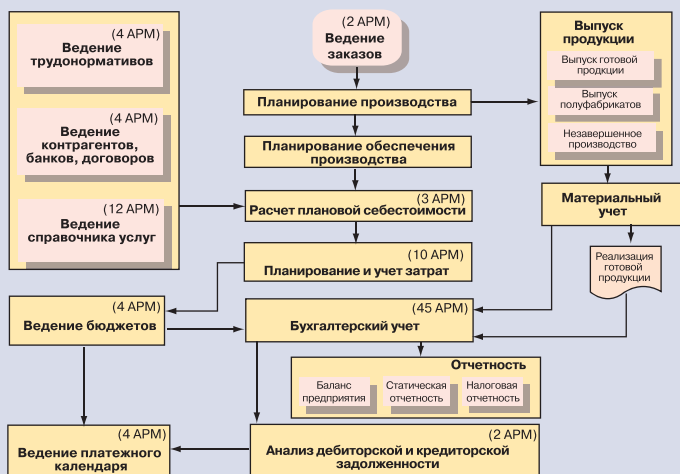 (4 АРМ)
Ведение
трудонормативов
(4 АРМ)
Ведение
контрагентов,
банков, договоров
(12 АРМ)
Ведение
справочника услуг
(2 АРМ)
Ведение
заказов
Планирование производства
Планирование обеспечения
производства
(3 АРМ)
Расчет плановой себестоимости
(10 АРМ)
Планирование и учет затрат
Выпуск
продукции
Выпуск готовой
продкции
Выпуск
полуфабрикатов
Незавершенное
производство
Материальный
учет
Реализация
готовой
продукции
(4 АРМ)
Ведение бюджетов
(45 АРМ)
Бухгалтерский учет
Отчетность
Баланс
предприятия
Статическая
отчетность
Налоговая
отчетность
(4 АРМ)
Ведение платежного
календаря
(2 АРМ)
Анализ дебиторской и кредиторской
задолженности